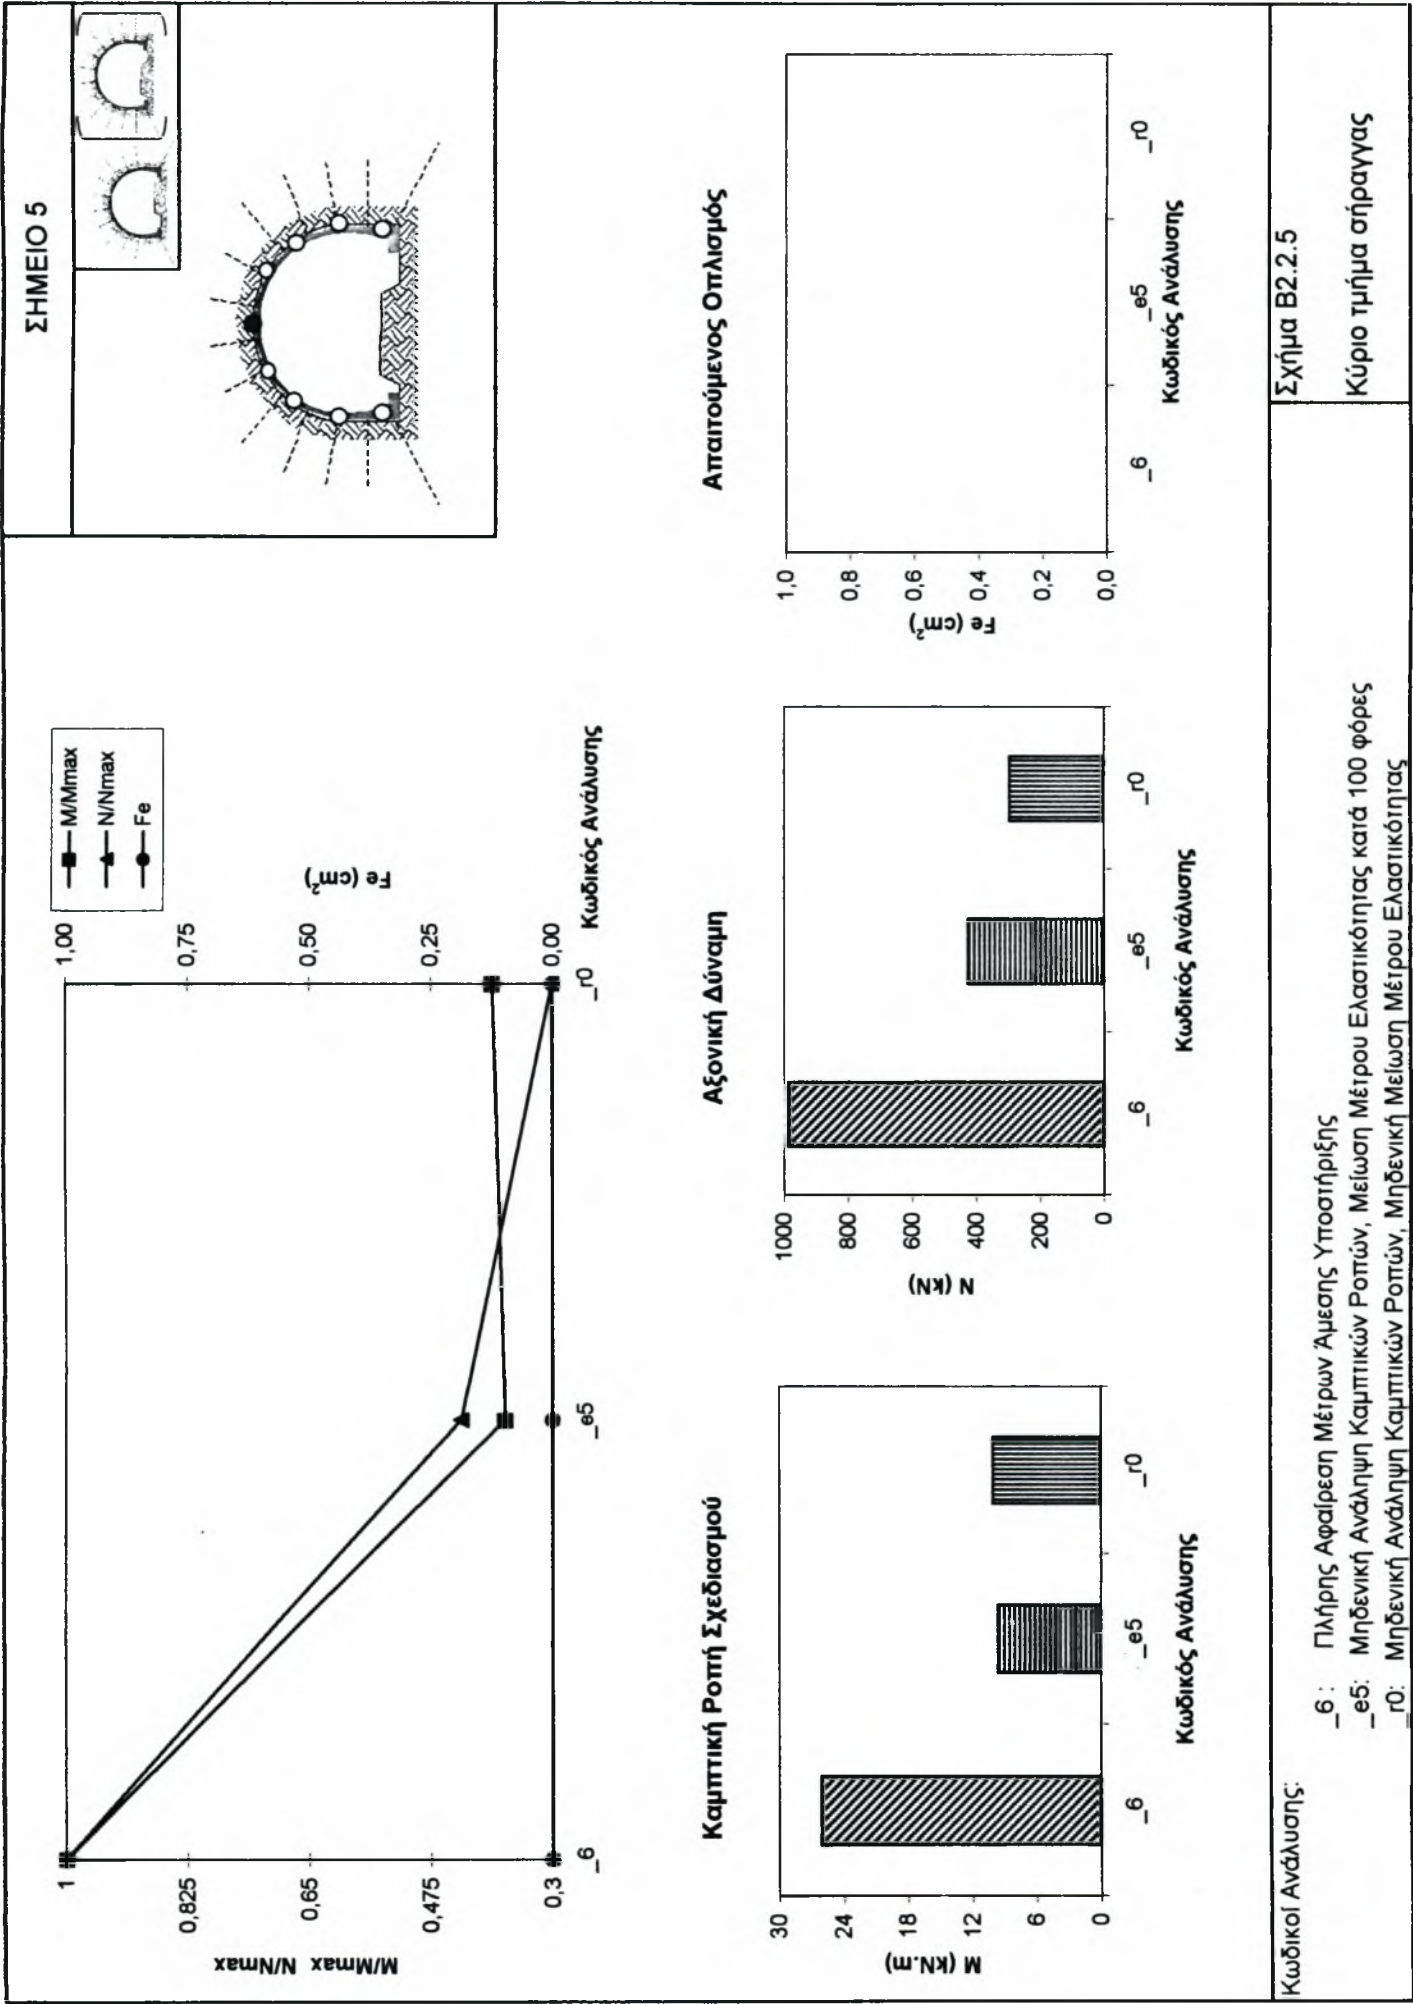 ΣΗΜΕΙΟ 5
M/Mmax
N/Nmax
Fe
M/Mmax N/Nmax
1
0,825
0,65
0,475
0,3
Fe (cm²)
1,00
0,75
0,50
0,25
0,00
_6
_e5
_r0
Κωδικός Ανάλυσης
Καμπτική Ροπή Σχεδιασμού
M (kN.m)
30
24
18
12
6
0
_6
_e5
_r0
Κωδικός Ανάλυσης
Αξονική Δύναμη
N (kN)
1000
800
600
400
200
0
_6
_e5
_r0
Κωδικός Ανάλυσης
Απαιτούμενος Οπλισμός
Fe (cm²)
1,0
0,8
0,6
0,4
0,2
0,0
_6
_e5
_r0
Κωδικός Ανάλυσης
Κωδικοί Ανάλυσης:
_6 : Πλήρης Αφαίρεση Μέτρων Άμεσης Υποστήριξης
_e5: Μηδενική Ανάληψη Καμπτικών Ροπών, Μείωση Μέτρου Ελαστικότητας κατά 100 φόρες
_r0: Μηδενική Ανάληψη Καμπτικών Ροπών, Μηδενική Μείωση Μέτρου Ελαστικότητας
Σχήμα Β2.2.5
Κύριο τμήμα σήραγγας